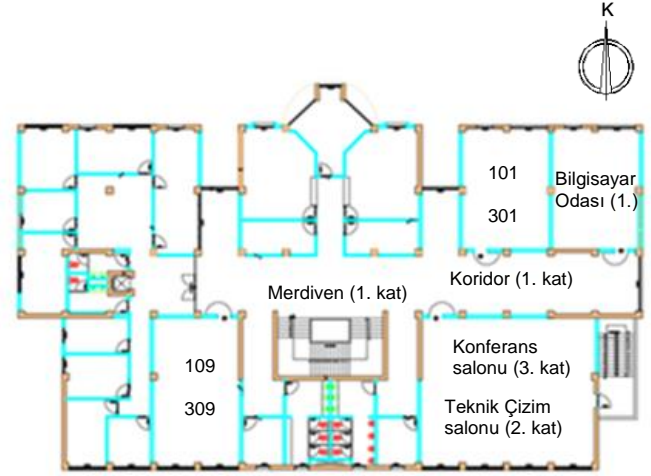 K
101
301
Bilgisayar
Odası (1.)
Koridor (1. kat)
Merdiven (1. kat)
109
309
Konferans
salonu (3. kat)
Teknik Çizim
salonu (2. kat)